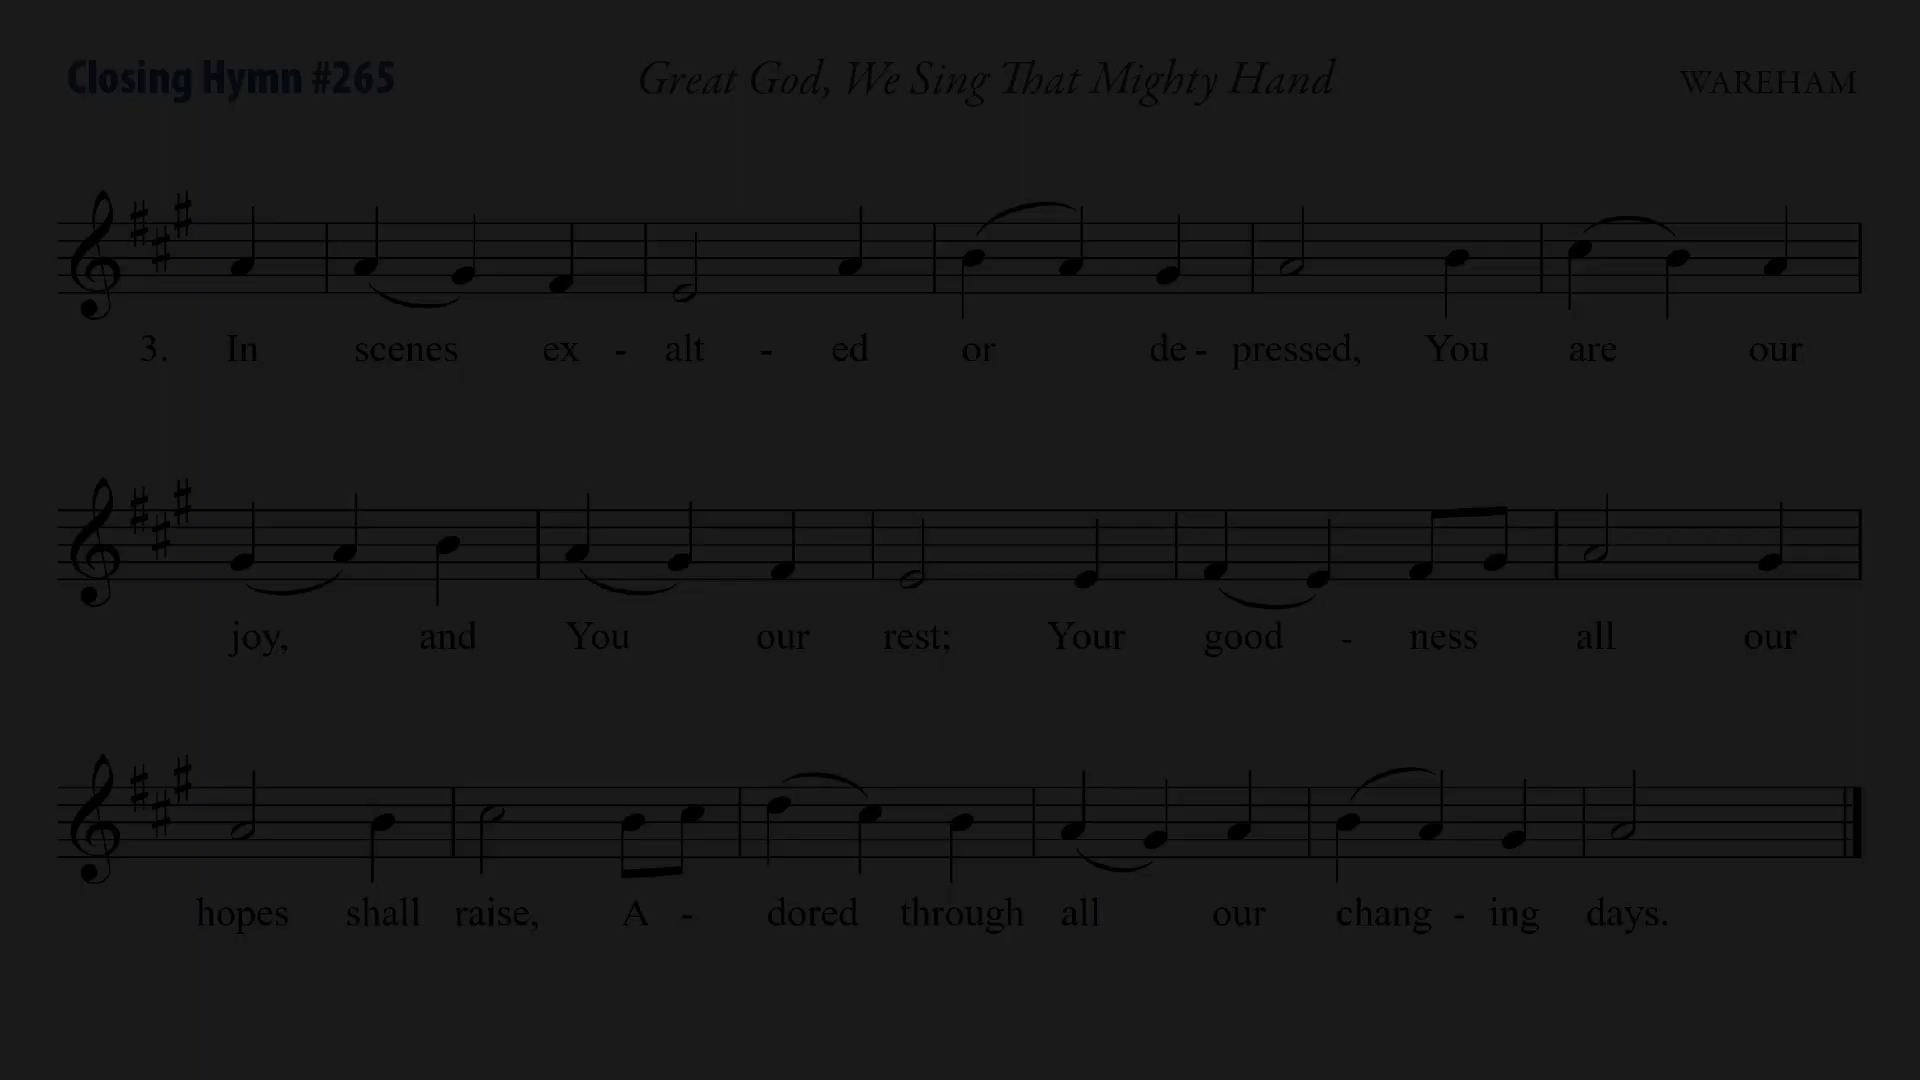 Closing Hymn #265 Great God, We Sing That Mighty Hand WAREHAM
3. In scenes ex - alt - ed or de - pressed, You are our
joy, and You our rest; Your good - ness all our
hopes shall raise, A - dored through all our chang - ing days.